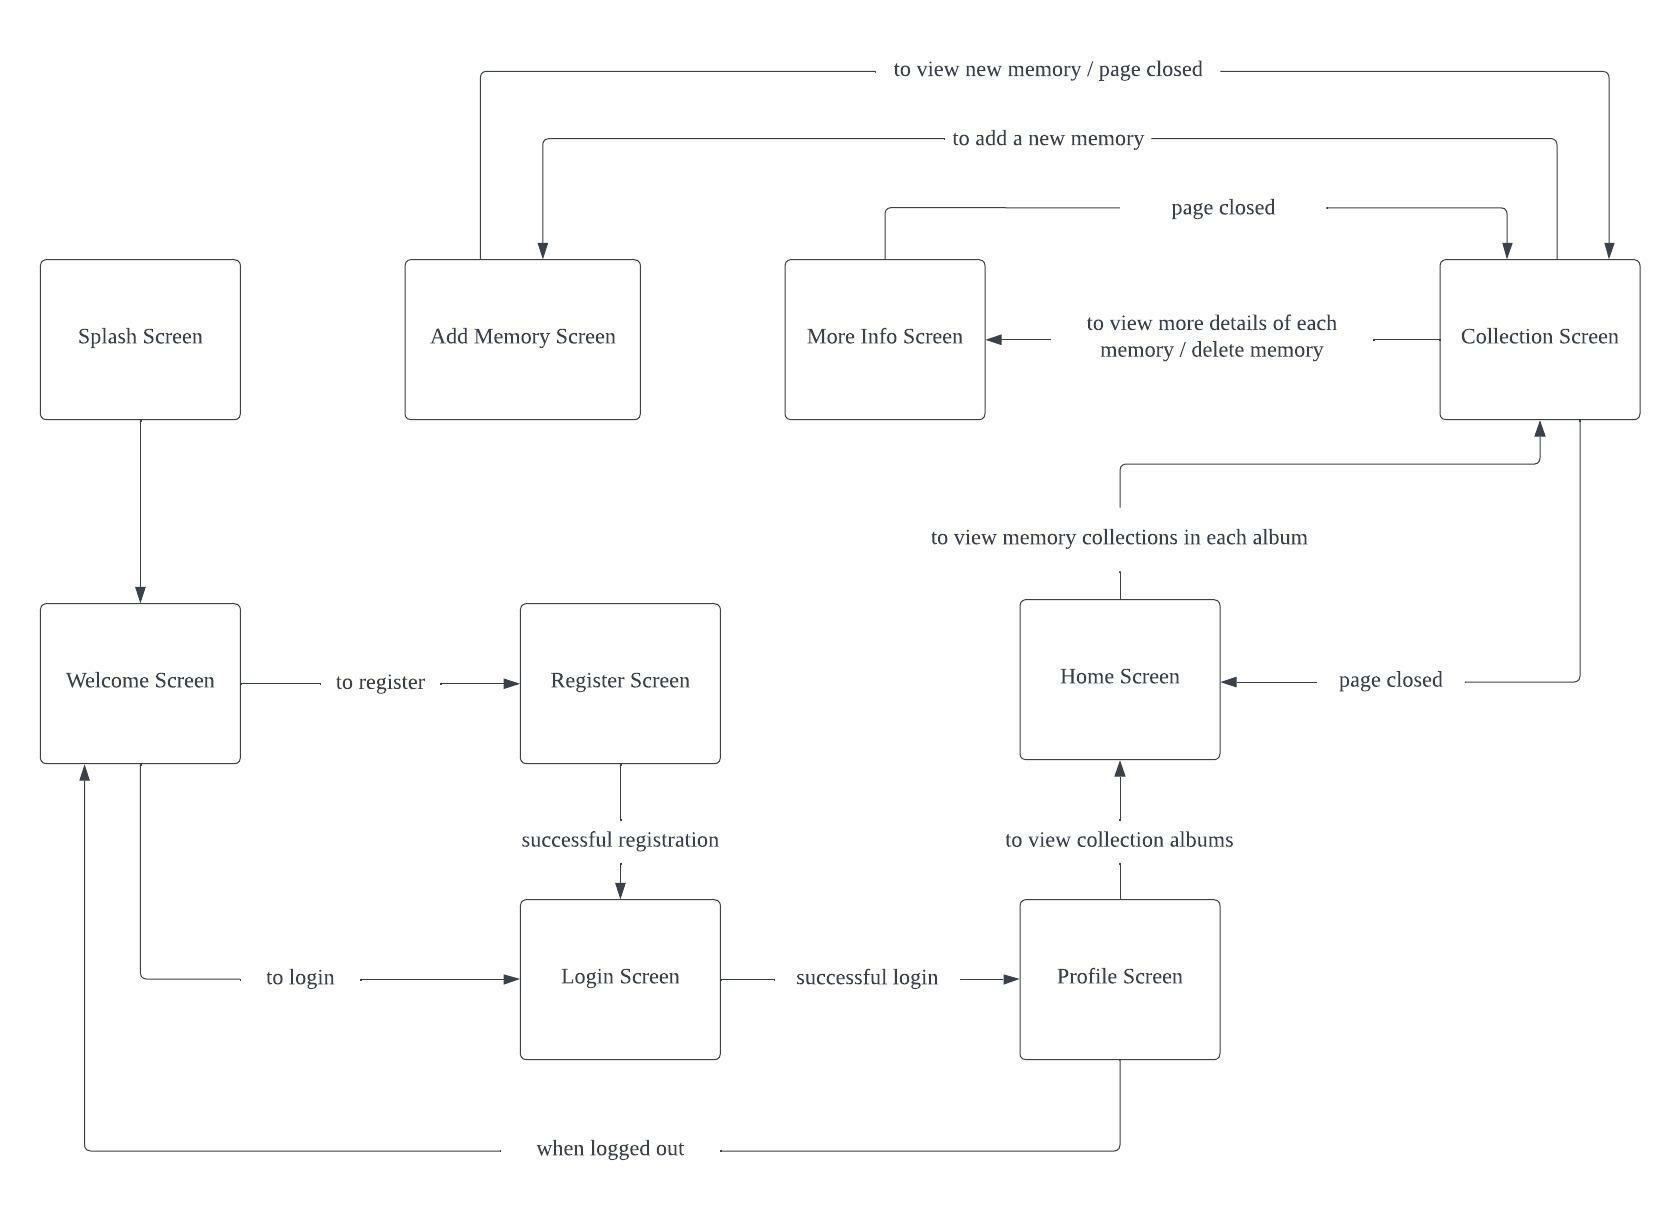 to view new memory / page closed
to add a new memory
page closed
Splash Screen
Add Memory Screen
More Info Screen
to view more details of each
memory / delete memory
Collection Screen
to view memory collections in each album
Welcome Screen
to register
Register Screen
Home Screen
page closed
successful registration
to view collection albums
to login
Login Screen
successful login
Profile Screen
when logged out